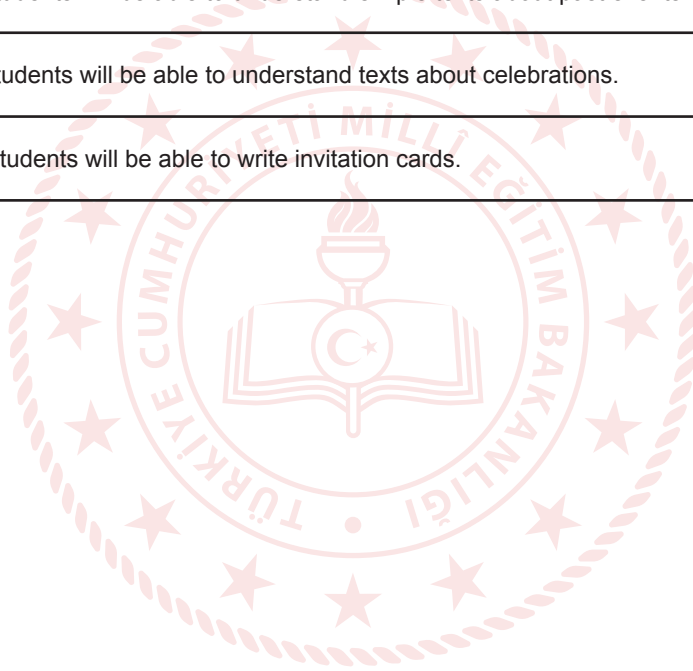 tudents will be able to understand texts about celebrations.
tudents will be able to write invitation cards.
TÜRKİYE CUMHURİYETİ MİLLÎ EĞİTİM BAKANLIĞI